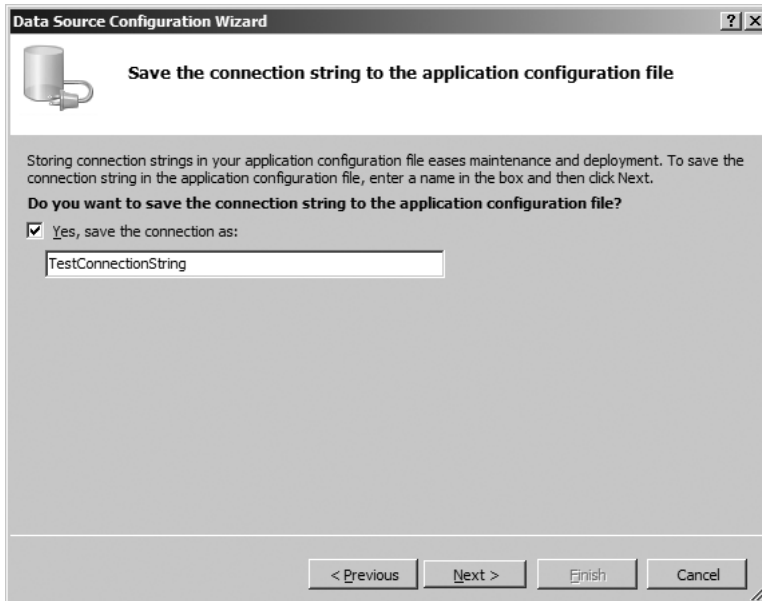 Data Source Configuration Wizard
Save the connection string to the application configuration file
Storing connection strings in your application configuration file eases maintenance and deployment. To save the
connection string in the application configuration file, enter a name in the box and then click Next.
Do you want to save the connection string to the application configuration file?
Yes, save the connection as:
TestConnectionString
< Previous Next > Finish Cancel